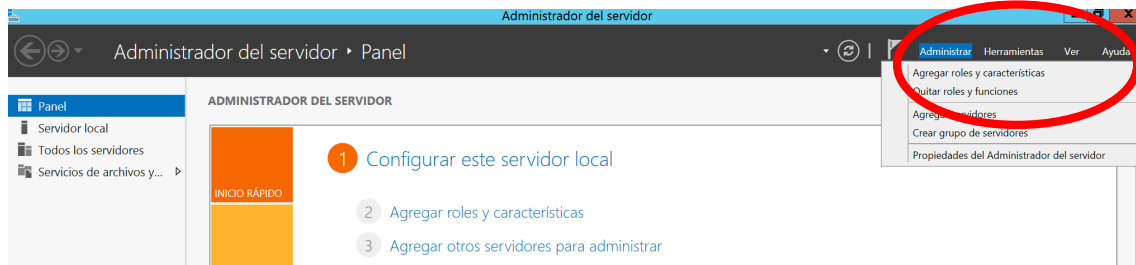 Administrador del servidor
Administrador del servidor • Panel
Administrar Herramientas Ver Ayuda
Agregar roles y características
Quitar roles y funciones
Agregar servidores
Crear grupo de servidores
Propiedades del Administrador del servidor
Panel
Servidor local
Todos los servidores
Servicios de archivos y...
ADMINISTRADOR DEL SERVIDOR
INICIO RÁPIDO
1 Configurar este servidor local
2 Agregar roles y características
3 Agregar otros servidores para administrar